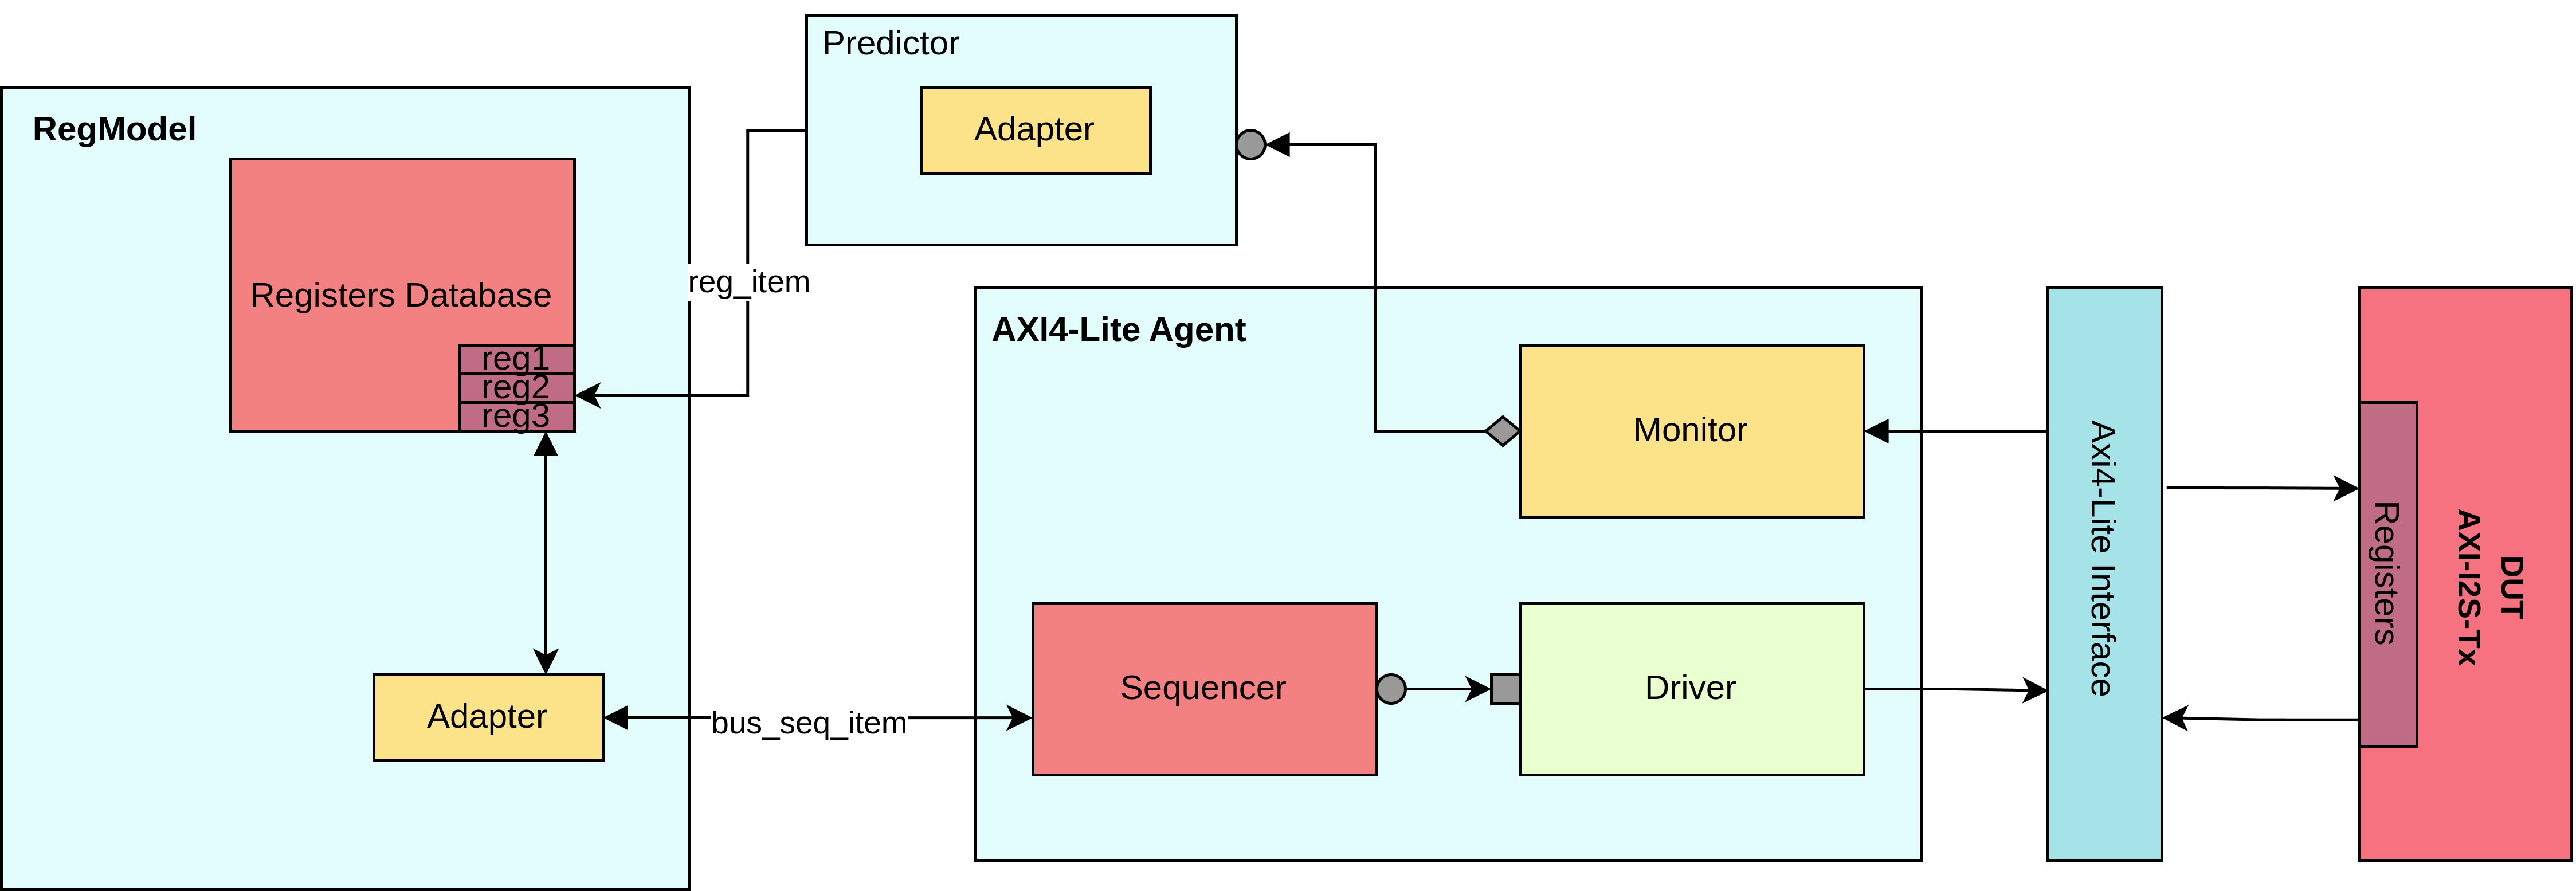 Predictor
Adapter
RegModel
Registers Database
reg1
reg2
reg3
reg_item
AXI4-Lite Agent
Monitor
Sequencer
Driver
Adapter
bus_seq_item
Axi4-Lite Interface
Registers
DUT
AXI-I2S-Tx